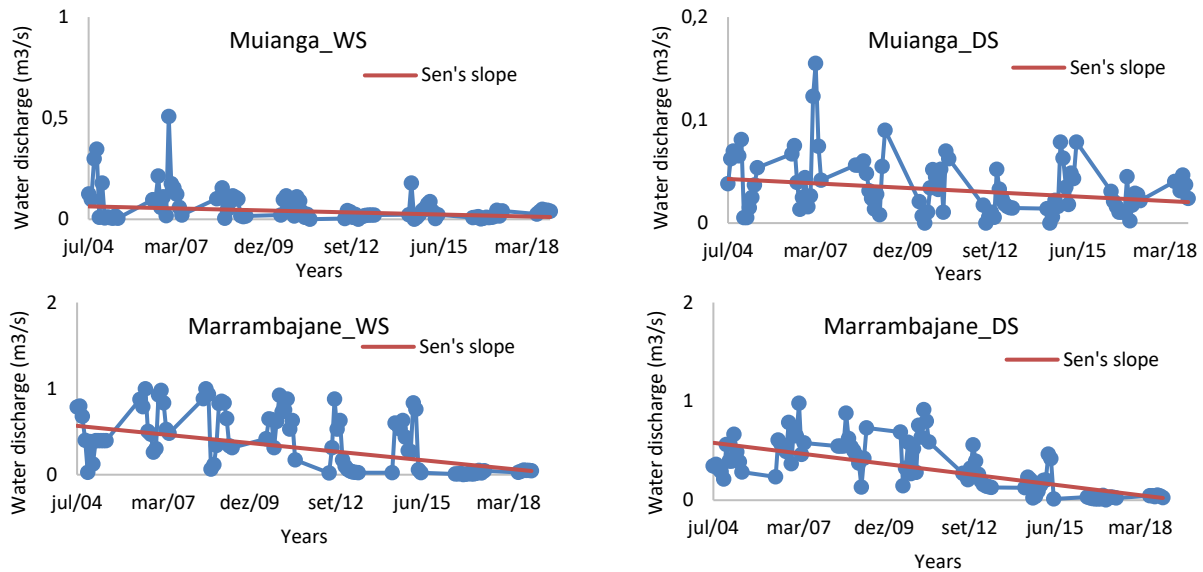 Water discharge (m3/s)
1
0,5
0
Muianga_WS
Sen's slope
jul/04 mar/07 dez/09 set/12 jun/15 mar/18
Years
Water discharge (m3/s)
0,2
0,1
0
Muianga_DS
Sen's slope
jul/04 mar/07 dez/09 set/12 jun/15 mar/18
Years
Water discharge (m3/s)
2
1
0
Marrambajane_WS
Sen's slope
jul/04 mar/07 dez/09 set/12 jun/15 mar/18
Years
Water discharge (m3/s)
2
1
0
Marrambajane_DS
Sen's slope
jul/04 mar/07 dez/09 set/12 jun/15 mar/18
Years